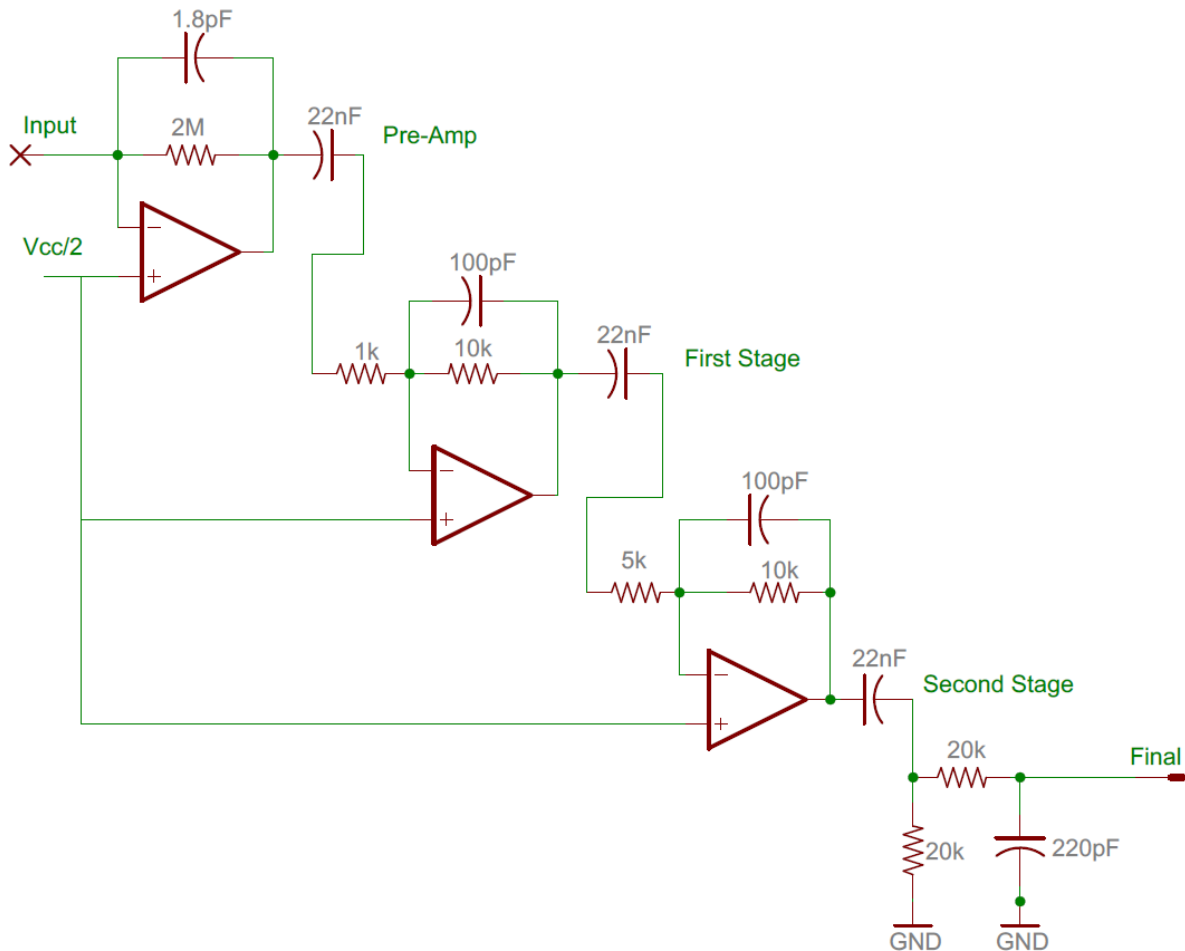 1.8pF
Input
2M
22nF
Pre-Amp
Vcc/2
−
+
100pF
1k
10k
22nF
First Stage
−
+
100pF
5k
10k
22nF
Second Stage
−
+
20k
Final
20k
220pF
GND
GND